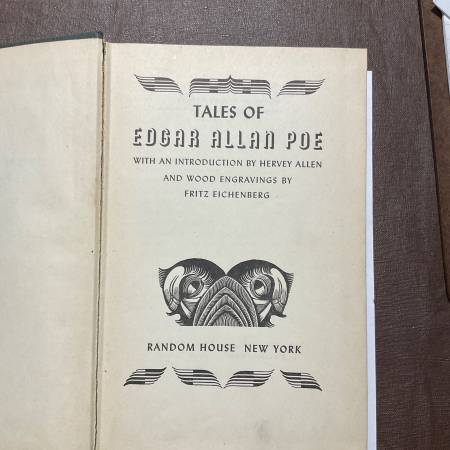 TALES OF
EDGAR ALLAN POE
WITH AN INTRODUCTION BY HERVEY ALLEN
AND WOOD ENGRAVINGS BY
FRITZ EICHENBERG
RANDOM HOUSE NEW YORK